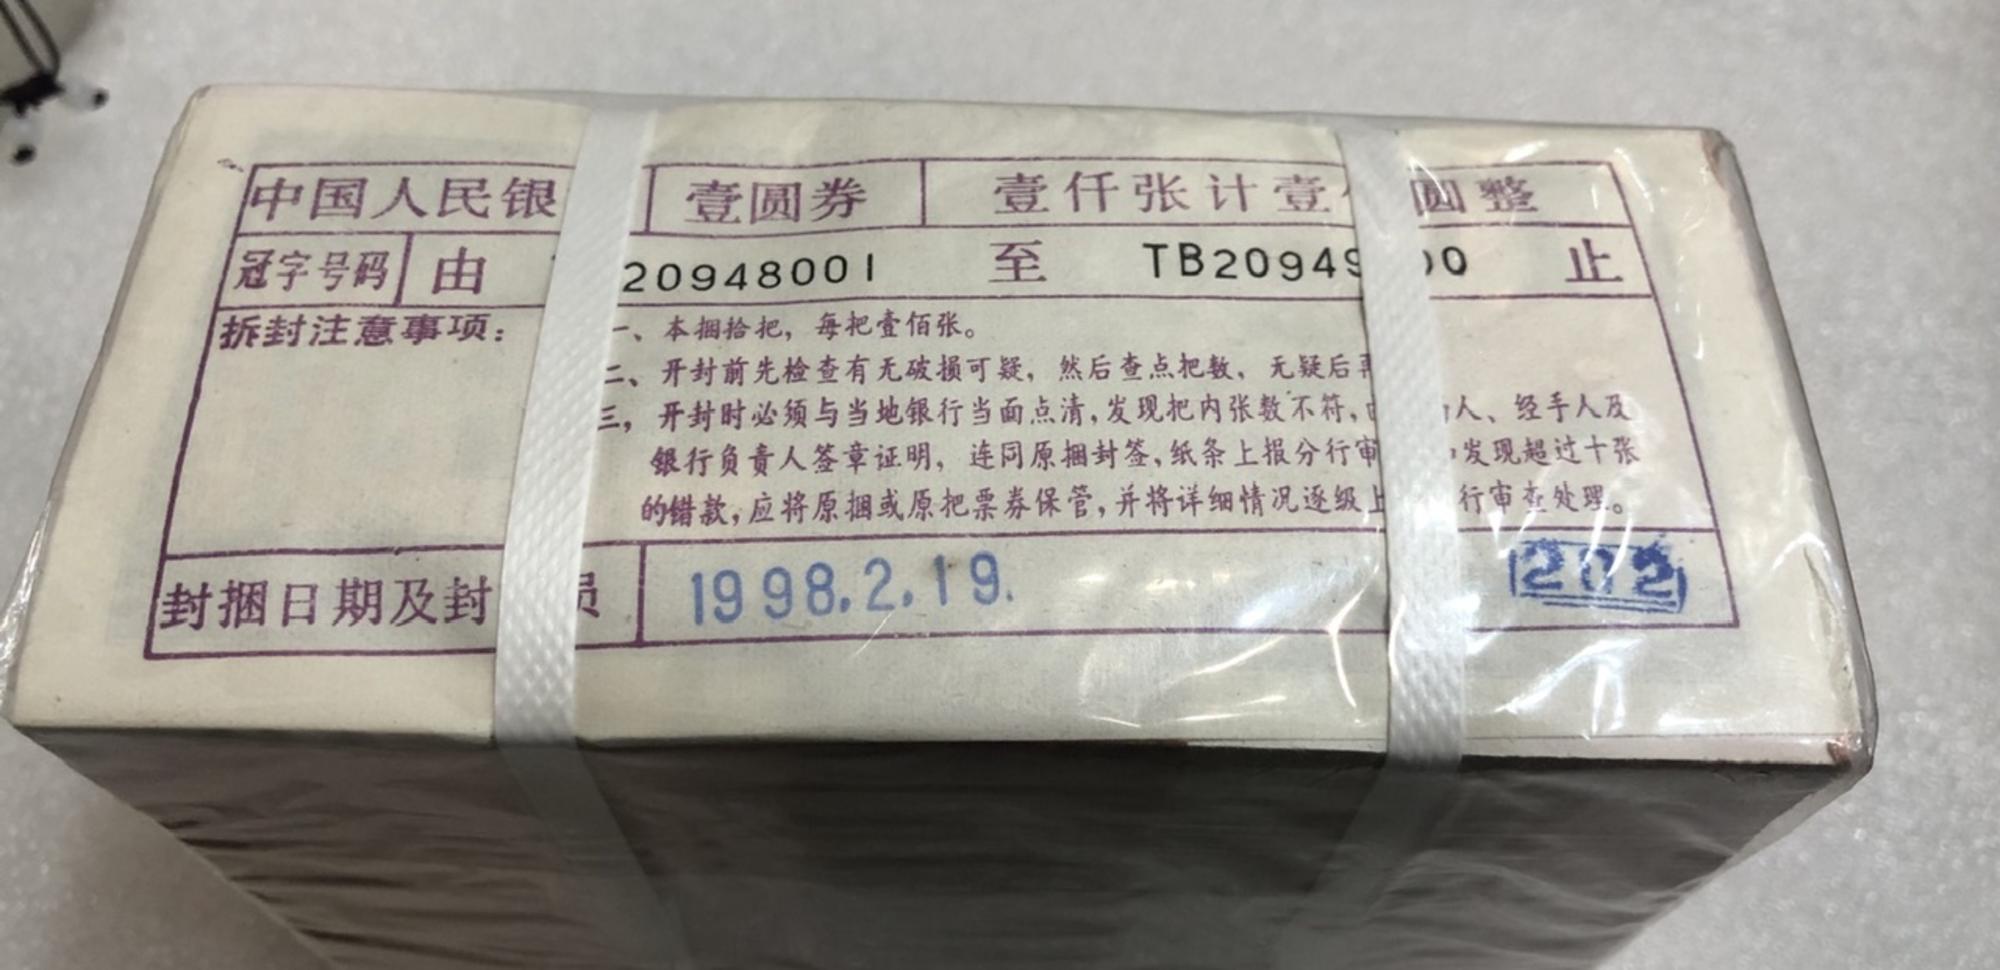 中国人民银 壹圆券 壹仟张计壹 圆整
冠字号码 由 20948001 至 TB20949 00 止
拆封注意事项: 一、本捆拾把，每把壹佰张。
二、开封前先检查有无破损可疑，然后查点把数，无疑后再
三，开封时必须与当地银行当面点清，发现把内张数不符， 人、经手人及
银行负责人签章证明，连同原捆封签，纸条上报分行审 发现超过十张
的错款，应将原捆或原把票券保管，并将详细情况逐级上 行审查处理。
封捆日期及封 员 1998.2.19. 202